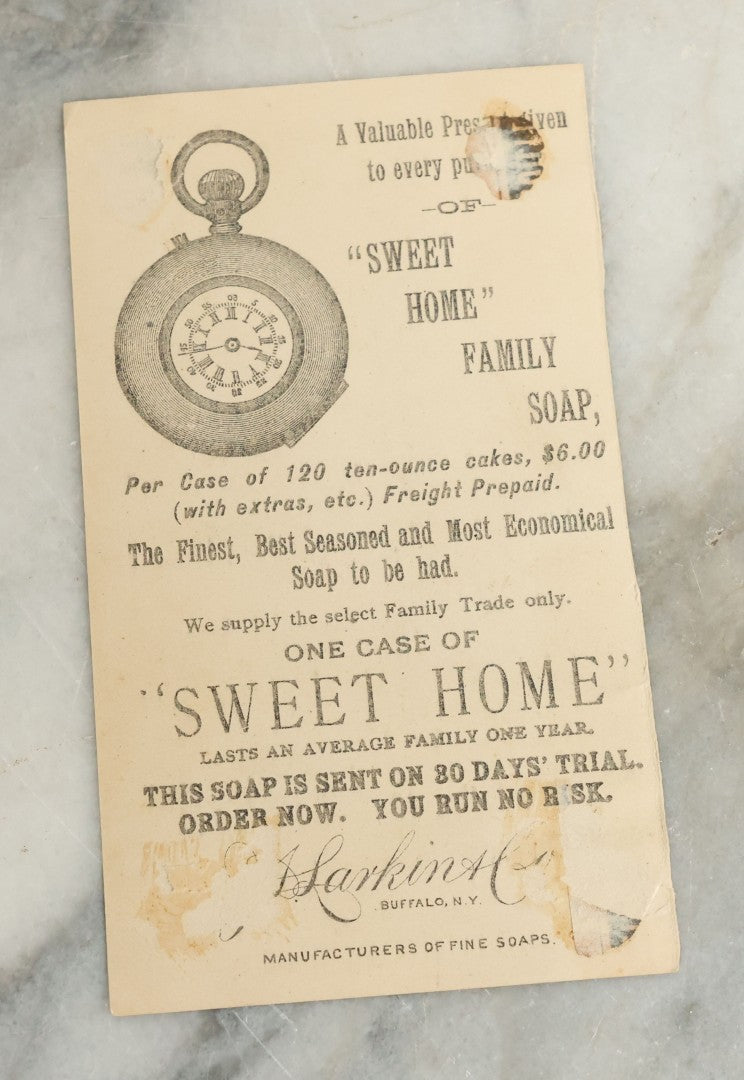 A Valuable Present given
to every
-OF-
"SWEET
HOME"
FAMILY
SOAP,
Per Case of 120 ten-ounce cakes, $6.00
(with extras, etc.) Freight Prepaid.
The Finest, Best Seasoned and Most Economical
Soap to be had.
We supply the select Family Trade only.
ONE CASE OF
"SWEET HOME"
LASTS AN AVERAGE FAMILY ONE YEAR.
THIS SOAP IS SENT ON 30 DAYS' TRIAL.
ORDER NOW. YOU RUN NO RISK.
J. D. Larkin & Co
BUFFALO, N.Y.
MANUFACTURERS OF FINE SOAPS.